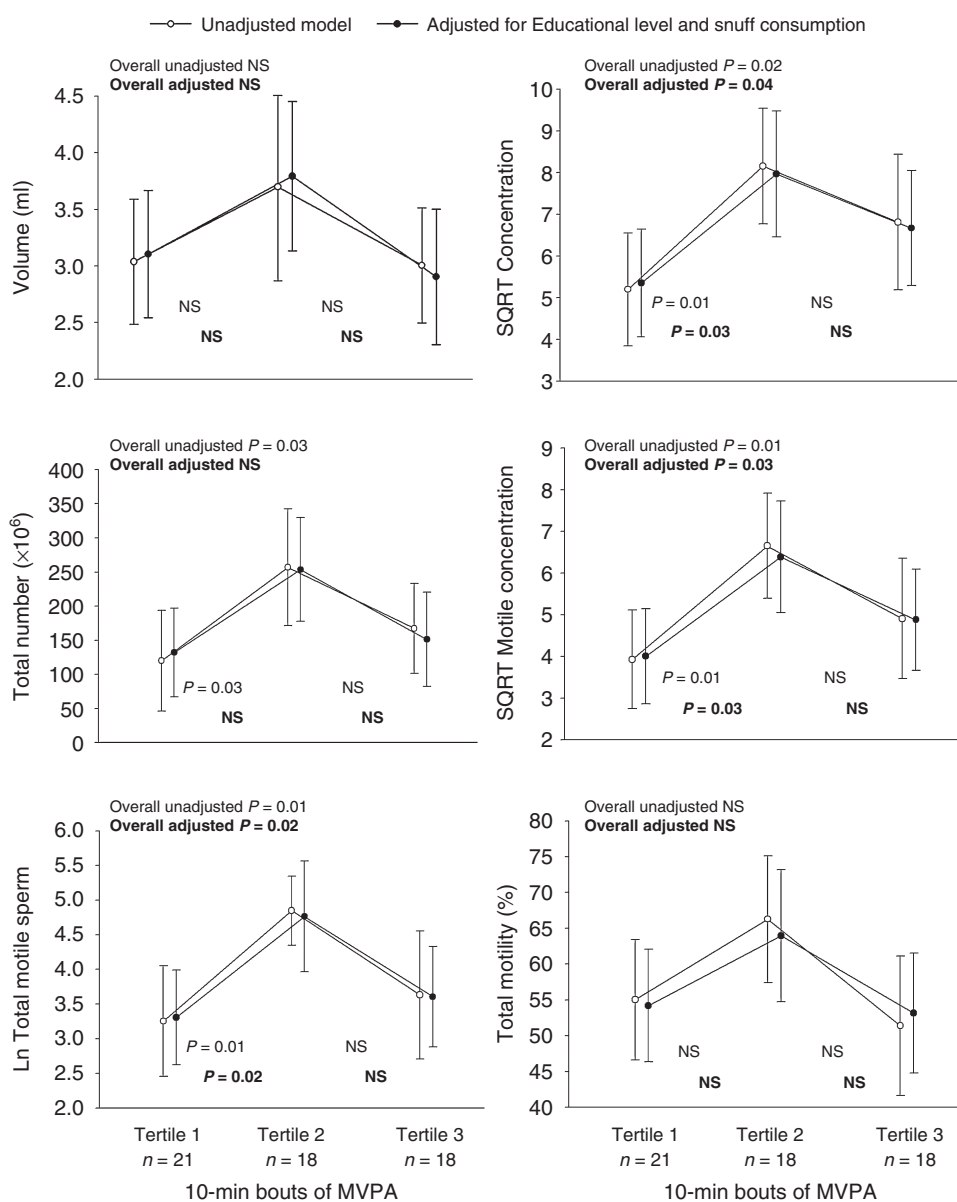 Unadjusted model
Adjusted for Educational level and snuff consumption
Overall unadjusted NS
Overall adjusted NS
4.5
4.0
3.5
3.0
2.5
2.0
Volume (ml)
NS
NS
NS
NS
Overall unadjusted P = 0.02
Overall adjusted P = 0.04
10
9
8
7
6
5
4
3
SQRT Concentration
P = 0.01
NS
P = 0.03
NS
Overall unadjusted P = 0.03
Overall adjusted NS
400
350
300
250
200
150
100
50
0
Total number (×10⁶)
P = 0.03
NS
NS
NS
Overall unadjusted P = 0.01
Overall adjusted P = 0.03
9
8
7
6
5
4
3
2
SQRT Motile concentration
P = 0.01
NS
P = 0.03
NS
Overall unadjusted P = 0.01
Overall adjusted P = 0.02
6.0
5.5
5.0
4.5
4.0
3.5
3.0
2.5
2.0
Ln Total motile sperm
P = 0.01
NS
P = 0.02
NS
Tertile 1 Tertile 2 Tertile 3
n = 21 n = 18 n = 18
10-min bouts of MVPA
Overall unadjusted NS
Overall adjusted NS
80
75
70
65
60
55
50
45
40
Total motility (%)
NS
NS
NS
NS
Tertile 1 Tertile 2 Tertile 3
n = 21 n = 18 n = 18
10-min bouts of MVPA